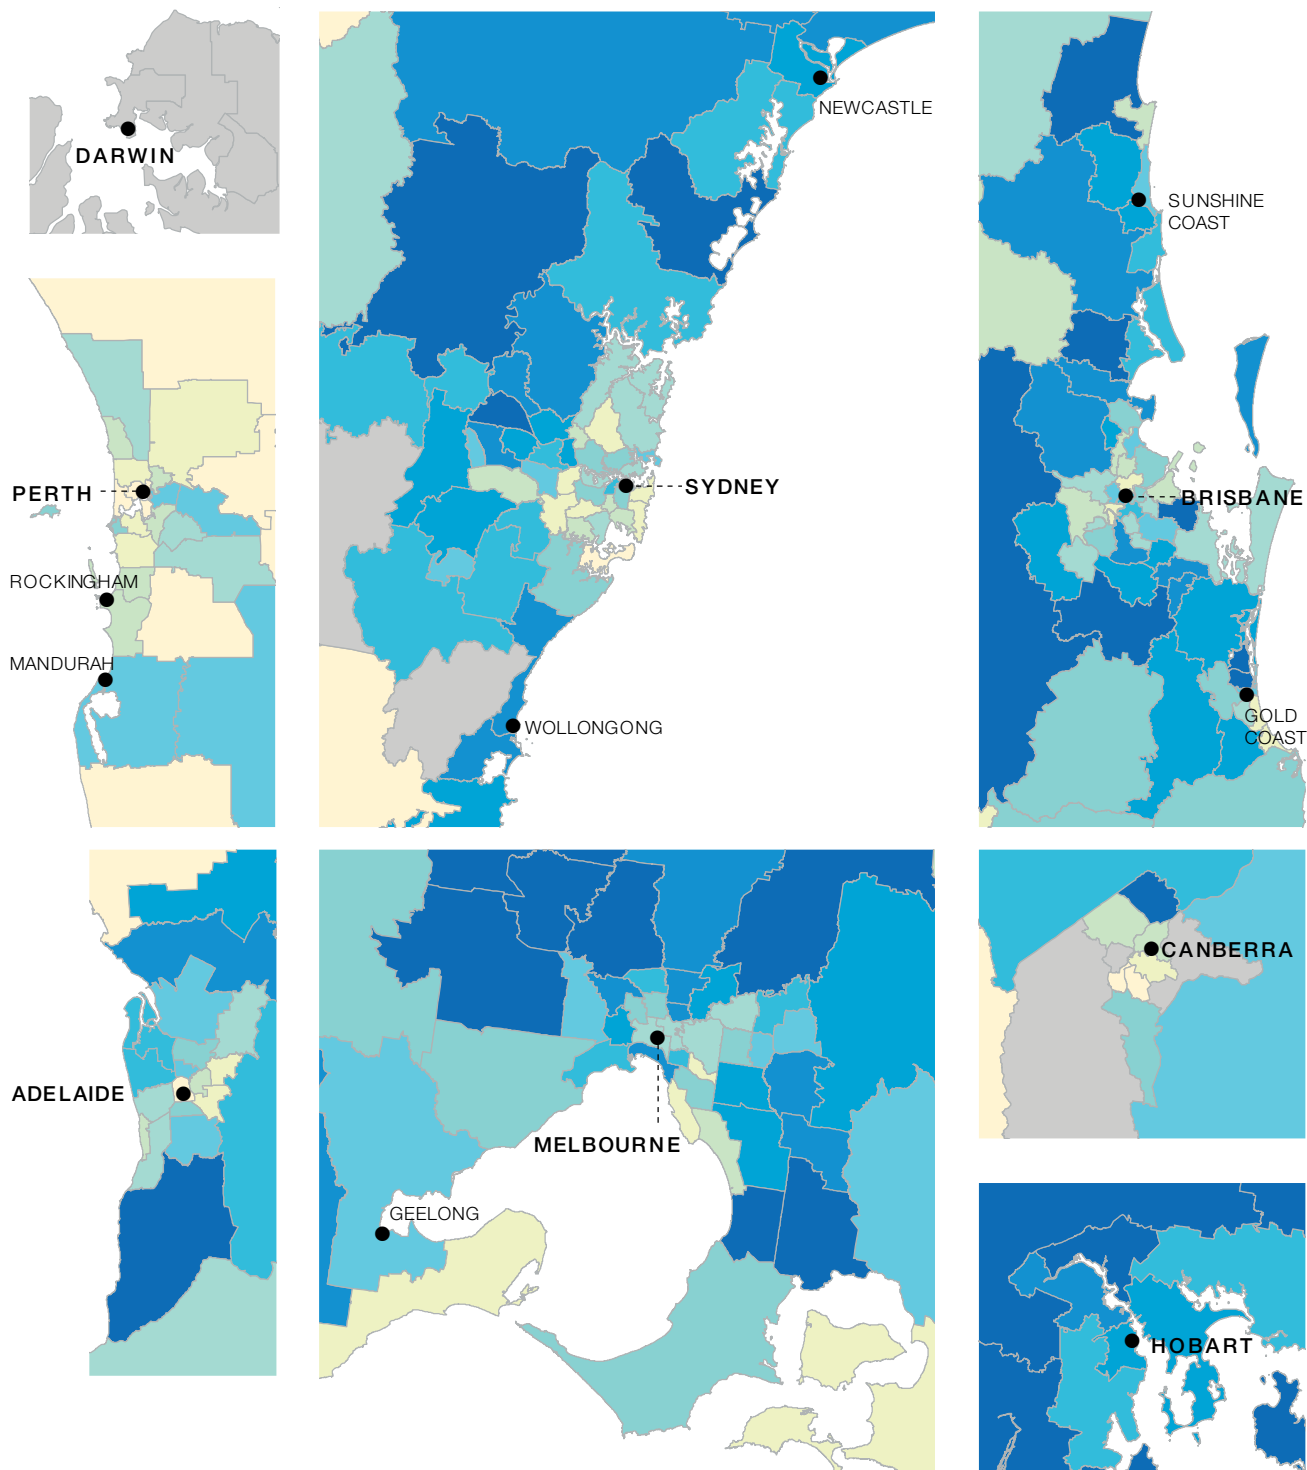 DARWIN
NEWCASTLE
SUNSHINE
COAST
PERTH
SYDNEY
BRISBANE
ROCKINGHAM
MANDURAH
WOLLONGONG
GOLD
COAST
CANBERRA
ADELAIDE
MELBOURNE
GEELONG
HOBART